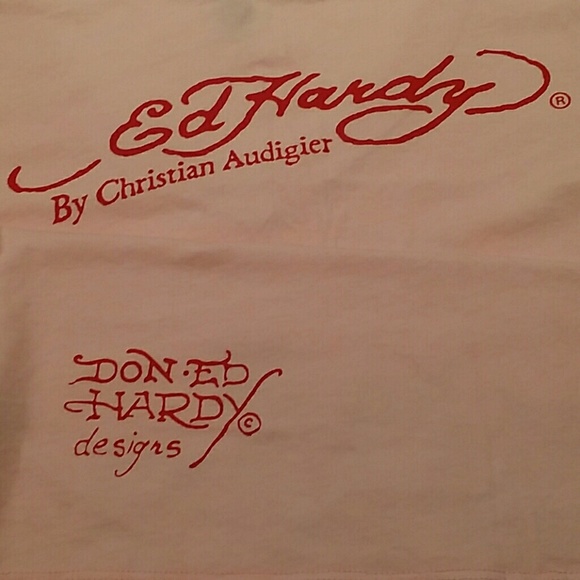 Ed Hardy ®
By Christian Audigier
DON·ED
HARDY ©
designs